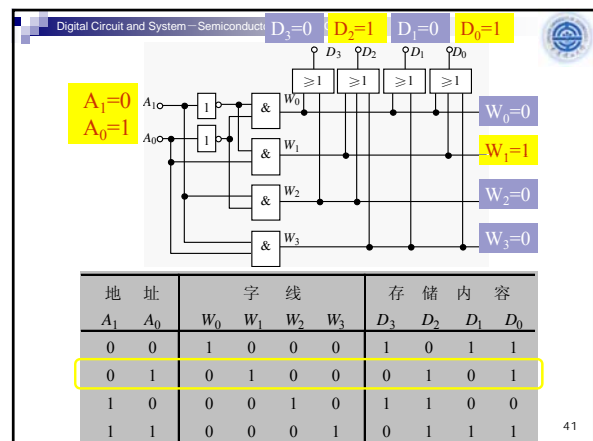 Digital Circuit and System – Semiconducto
D₃=0 D₂=1 D₁=0 D₀=1
D₃ D₂ D₁ D₀
≥1 ≥1 ≥1 ≥1
A₁=0
A₀=1
A₁ 1 & W₀
W₀=0
A₀ 1 & W₁
W₁=1
& W₂
W₂=0
& W₃
W₃=0
地 址 字 线 存 储 内 容
A₁ A₀ W₀ W₁ W₂ W₃ D₃ D₂ D₁ D₀
0 0 1 0 0 0 1 0 1 1
0 1 0 1 0 0 0 1 0 1
1 0 0 0 1 0 1 1 0 0
1 1 0 0 0 1 0 1 1 1
41